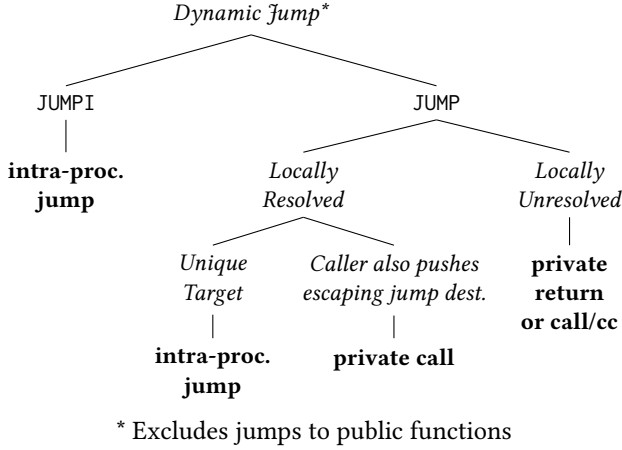 Dynamic Jump*
JUMPI
JUMP
intra-proc.
jump
Locally
Resolved
Locally
Unresolved
Unique
Target
Caller also pushes
escaping jump dest.
private
return
or call/cc
intra-proc.
jump
private call
* Excludes jumps to public functions